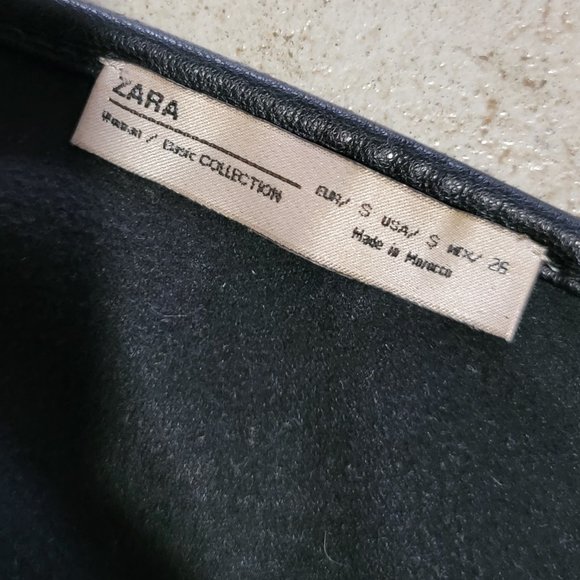 ZARA
Woman / Basic COLLECTION
EUR/ S USA/ S MEX/ 26
Made in Morocco